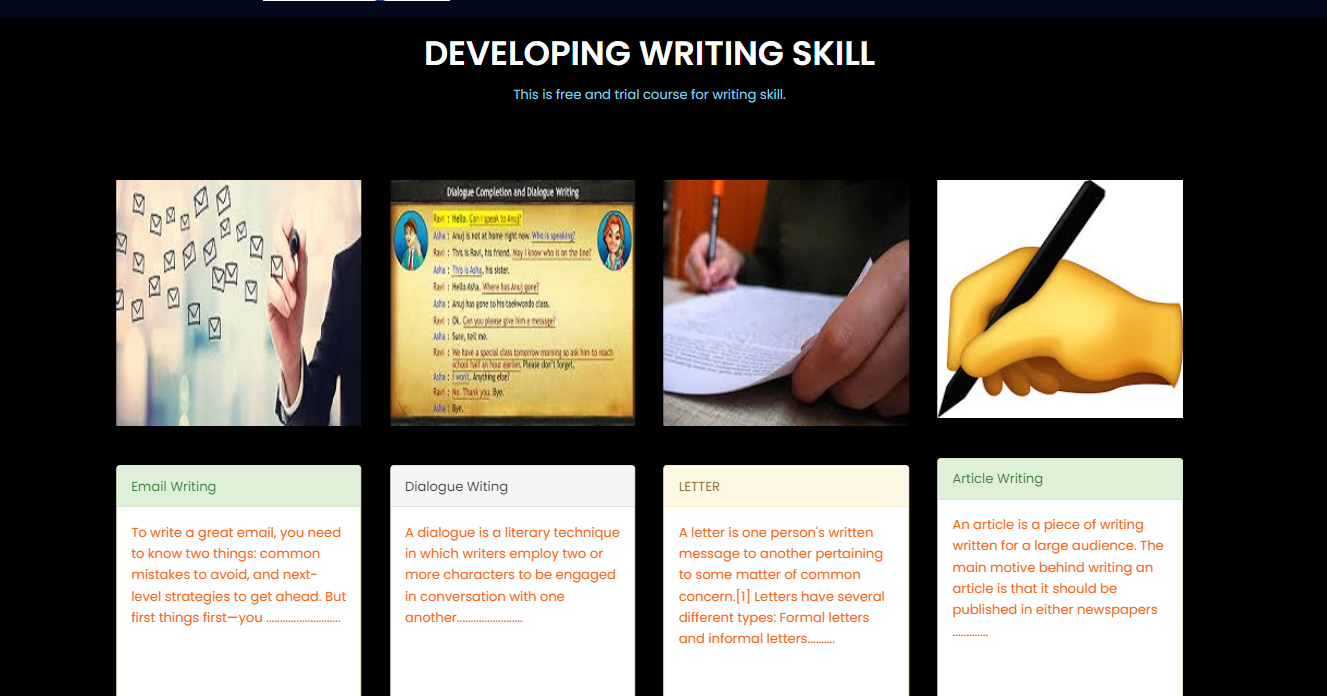 DEVELOPING WRITING SKILL
This is free and trial course for writing skill.
Dialogue Completion and Dialogue Writing
Ravi : Hello. Can I speak to Anuj?
Asha : Anuj is not at home right now. Who is speaking?
Ravi : This is Ravi, his friend. May I know who is on the line?
Asha : This is Asha, his sister.
Ravi : Hello Asha. Where has Anuj gone?
Asha : Anuj has gone to his taekwondo class.
Ravi : Ok. Can you please give him a message?
Asha : Sure, tell me.
Ravi : We have a special class tomorrow morning so ask him to reach
school half an hour earlier. Please don't forget.
Asha : I won't. Anything else?
Ravi : No. Thank you. Bye.
Asha : Bye.
Email Writing
To write a great email, you need
to know two things: common
mistakes to avoid, and next-
level strategies to get ahead. But
first things first—you ...........................
Dialogue Witing
A dialogue is a literary technique
in which writers employ two or
more characters to be engaged
in conversation with one
another........................
LETTER
A letter is one person's written
message to another pertaining
to some matter of common
concern.[1] Letters have several
different types: Formal letters
and informal letters..........
Article Writing
An article is a piece of writing
written for a large audience. The
main motive behind writing an
article is that it should be
published in either newspapers
.............